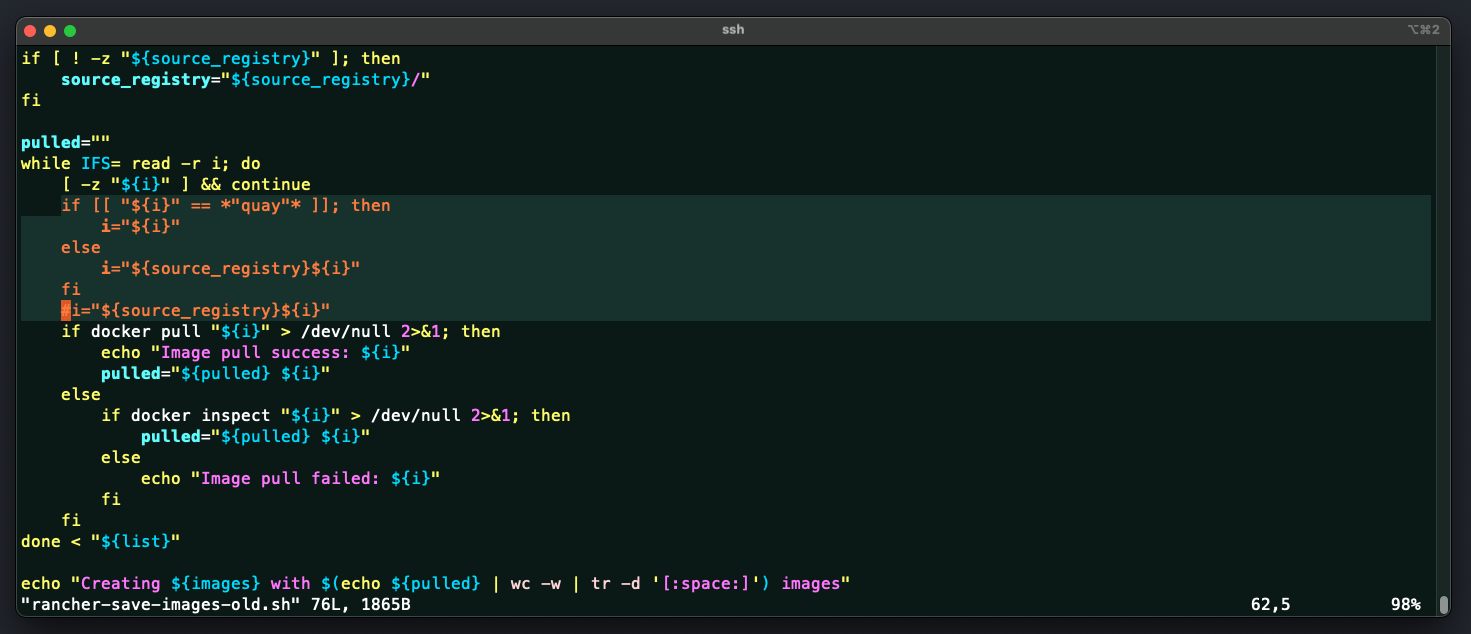 ssh
⌥⌘2
if [ ! -z "${source_registry}" ]; then
    source_registry="${source_registry}/"
fi

pulled=""
while IFS= read -r i; do
    [ -z "${i}" ] && continue
    if [[ "${i}" == *"quay"* ]]; then
        i="${i}"
    else
        i="${source_registry}${i}"
    fi
    #i="${source_registry}${i}"
    if docker pull "${i}" > /dev/null 2>&1; then
        echo "Image pull success: ${i}"
        pulled="${pulled} ${i}"
    else
        if docker inspect "${i}" > /dev/null 2>&1; then
            pulled="${pulled} ${i}"
        else
            echo "Image pull failed: ${i}"
        fi
    fi
done < "${list}"

echo "Creating ${images} with $(echo ${pulled} | wc -w | tr -d '[:space:]') images"
"rancher-save-images-old.sh" 76L, 1865B 62,5 98%